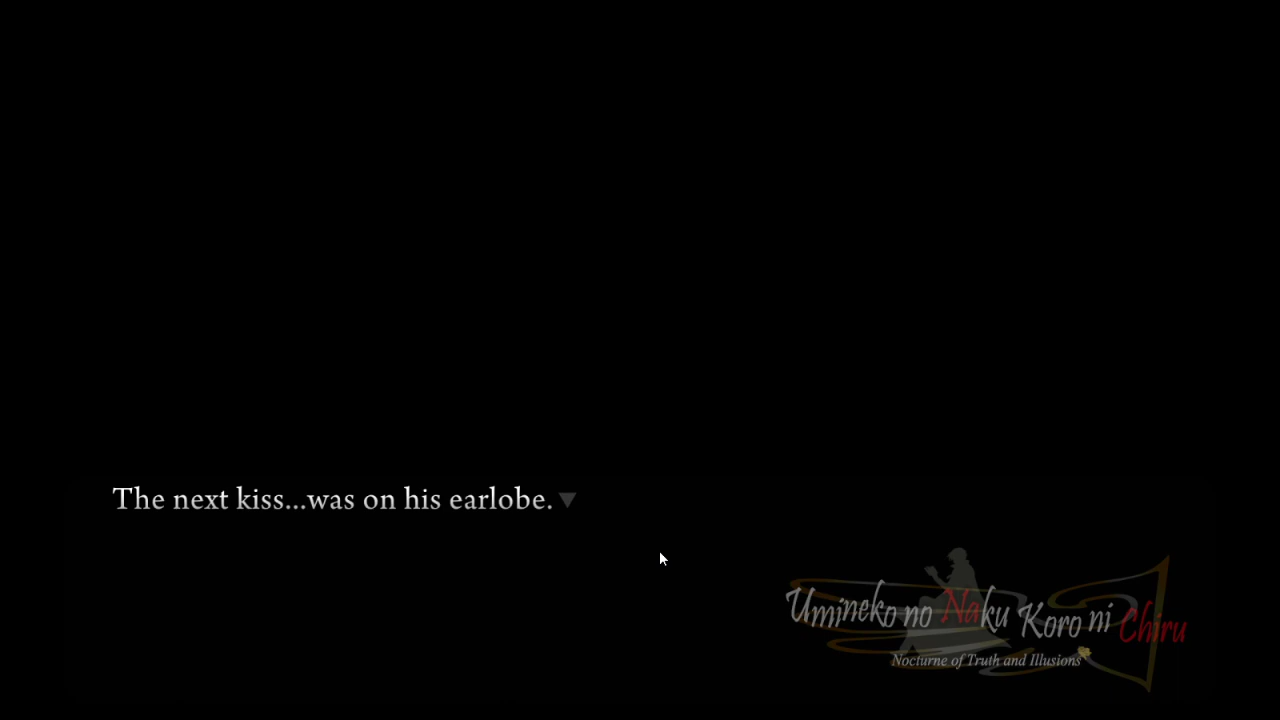 The next kiss...was on his earlobe.
Umineko no Naku Koro ni Chiru
Nocturne of Truth and Illusions